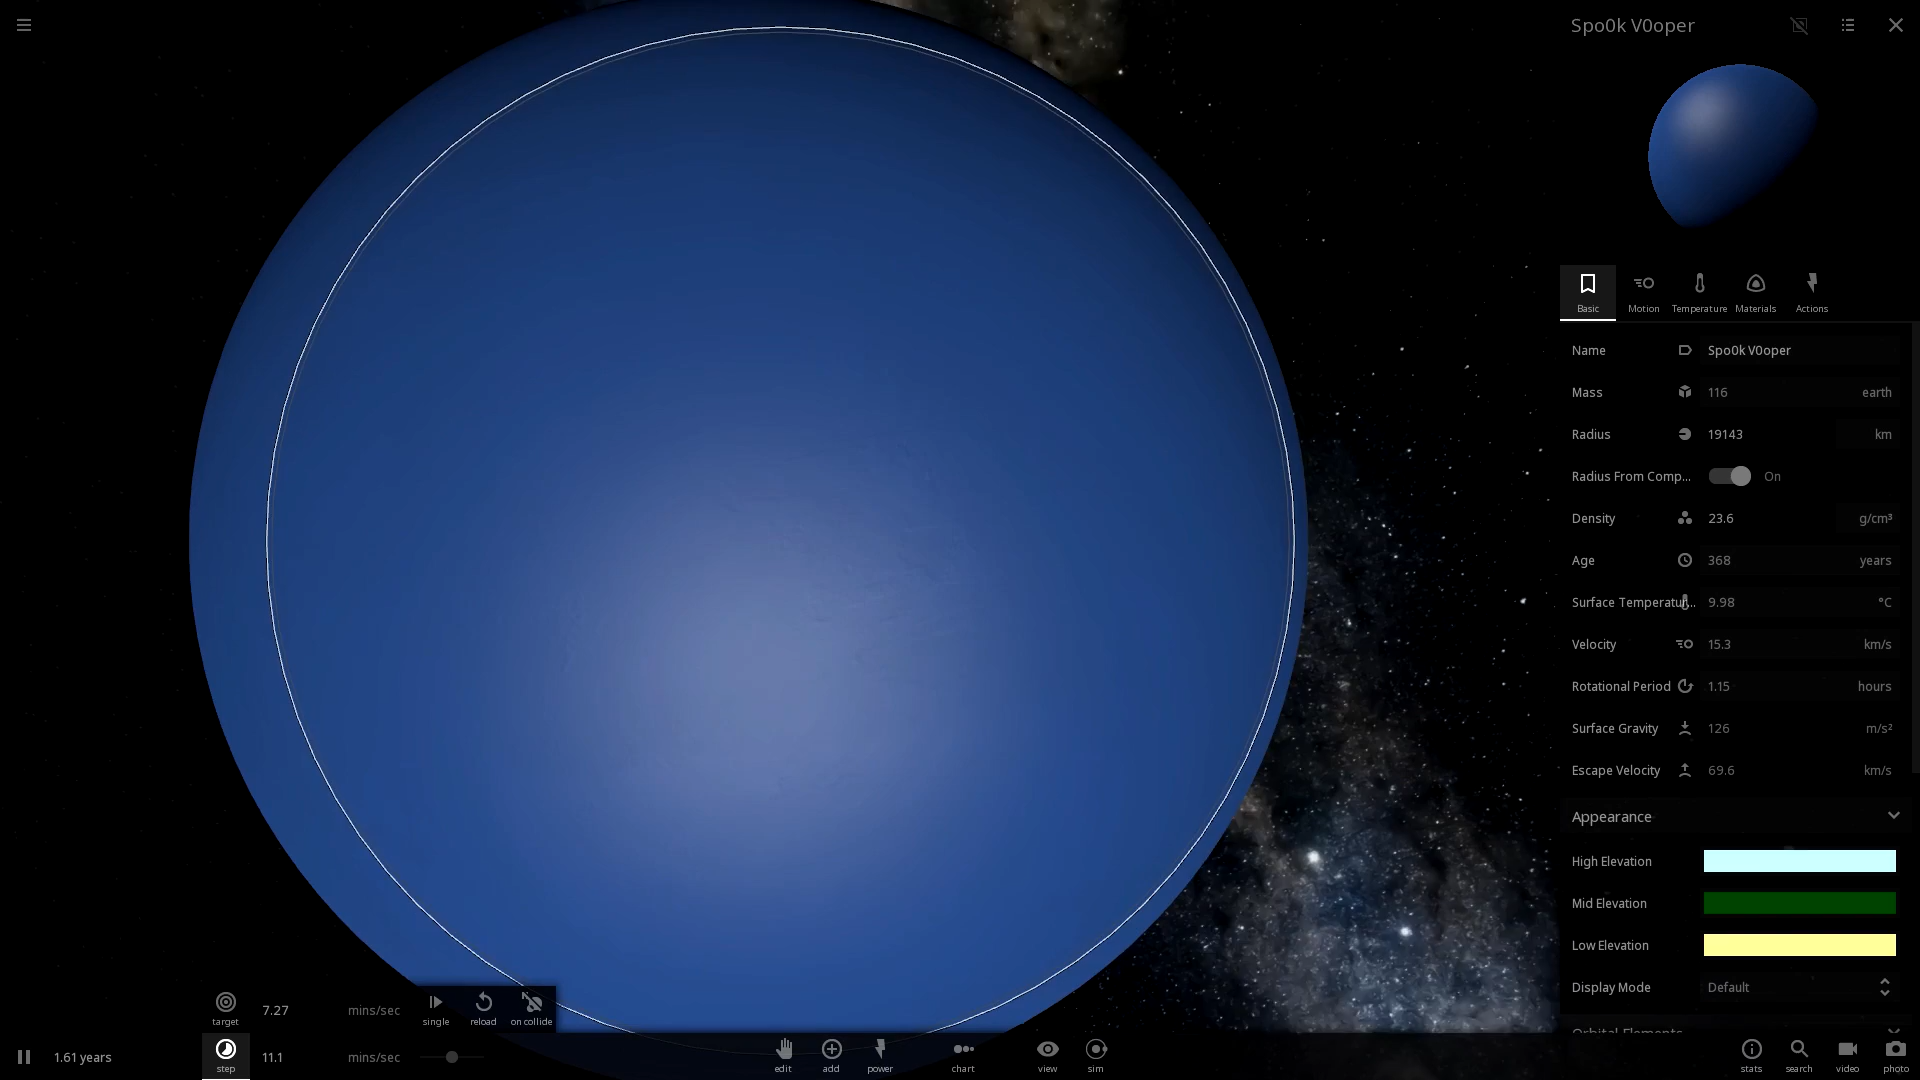 Spo0k V0oper
Basic
Motion
Temperature
Materials
Actions
Name Spo0k V0oper
Mass 116 earth
Radius 19143 km
Radius From Comp... On
Density 23.6 g/cm³
Age 368 years
Surface Temperatur... 9.98 °C
Velocity 15.3 km/s
Rotational Period 1.15 hours
Surface Gravity 126 m/s²
Escape Velocity 69.6 km/s
Appearance
High Elevation
Mid Elevation
Low Elevation
Display Mode Default
Orbital Elements
target 7.27 mins/sec single reload on collide
1.61 years step 11.1 mins/sec edit add power chart view sim stats search video photo